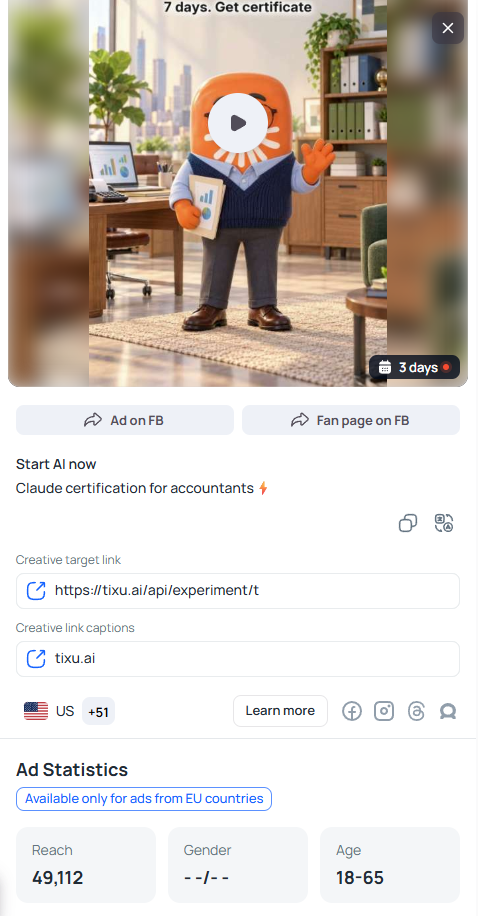 7 days. Get certificate
3 days
Ad on FB
Fan page on FB
Start AI now
Claude certification for accountants⚡
Creative target link
https://tixu.ai/api/experiment/t
Creative link captions
tixu.ai
US +51
Learn more
Ad Statistics
Available only for ads from EU countries
Reach
Gender
Age
49,112
- -/- -
18-65